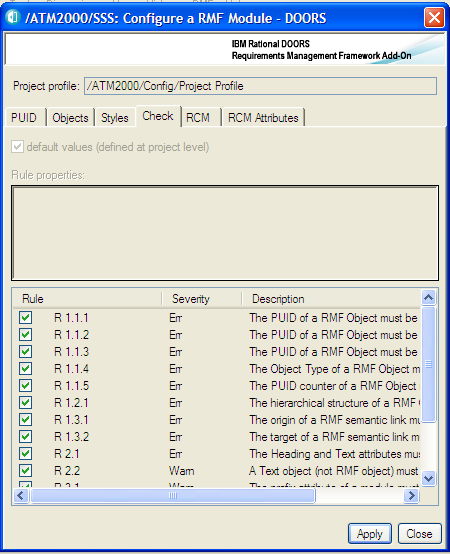 /ATM2000/SSS: Configure a RMF Module - DOORS
IBM Rational DOORS
Requirements Management Framework Add-On
Project profile: /ATM2000/Config/Project Profile
PUID Objects Styles Check RCM RCM Attributes
default values (defined at project level)
Rule properties:
Rule Severity Description
R 1.1.1 Err The PUID of a RMF Object must be
R 1.1.2 Err The PUID of a RMF Object must be
R 1.1.3 Err The PUID of a RMF Object must be
R 1.1.4 Err The Object Type of a RMF Object m
R 1.1.5 Err The PUID counter of a RMF Object
R 1.2.1 Err The hierarchical structure of a RMF
R 1.3.1 Err The origin of a RMF semantic link mu
R 1.3.2 Err The target of a RMF semantic link m
R 2.1 Err The Heading and Text attributes mus
R 2.2 Warn A Text object (not RMF object) must
R 3.1 Warn The prefix attribute of a module must
Apply Close